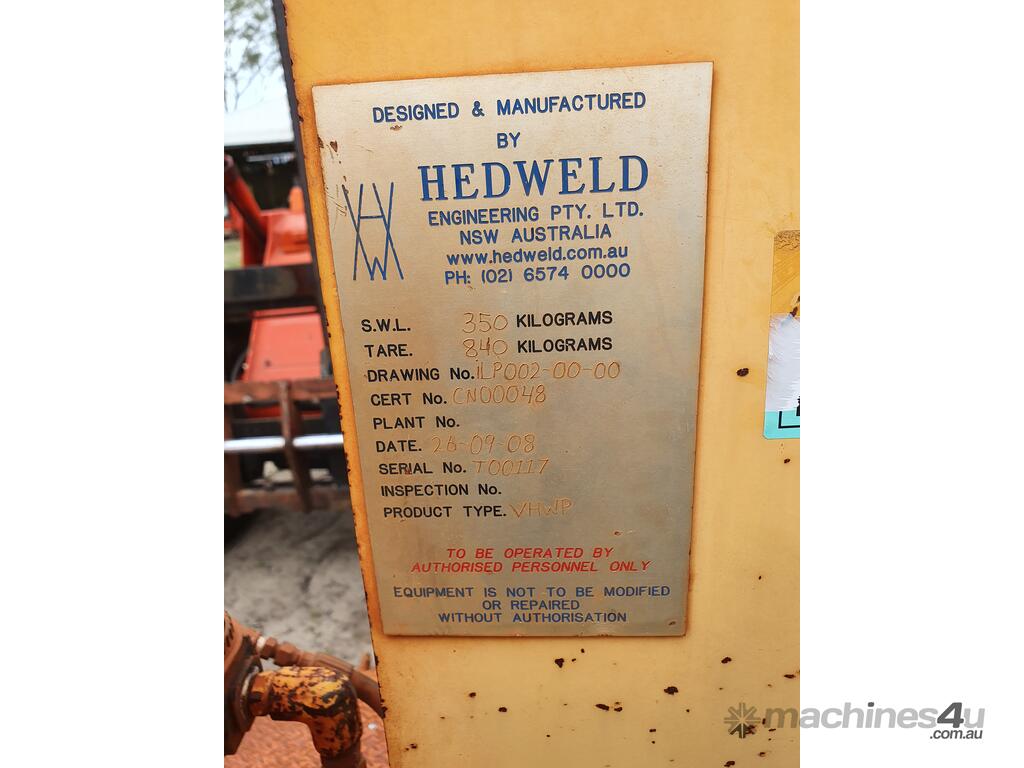 DESIGNED & MANUFACTURED
BY
HEDWELD
ENGINEERING PTY. LTD.
NSW AUSTRALIA
www.hedweld.com.au
PH: (02) 6574 0000
S.W.L. 350 KILOGRAMS
TARE. 840 KILOGRAMS
DRAWING No. ILP002-00-00
CERT No. CN00048
PLANT No.
DATE. 26-09-08
SERIAL No. T00117
INSPECTION No.
PRODUCT TYPE. VHWP
TO BE OPERATED BY
AUTHORISED PERSONNEL ONLY
EQUIPMENT IS NOT TO BE MODIFIED
OR REPAIRED
WITHOUT AUTHORISATION
machines4u
.com.au